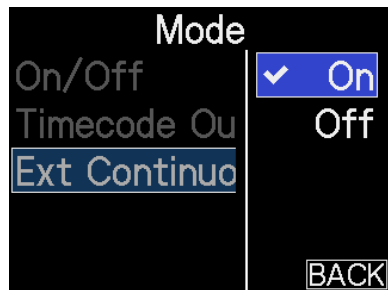 Mode
On/Off
Timecode Ou
Ext Continuo
On
Off
BACK